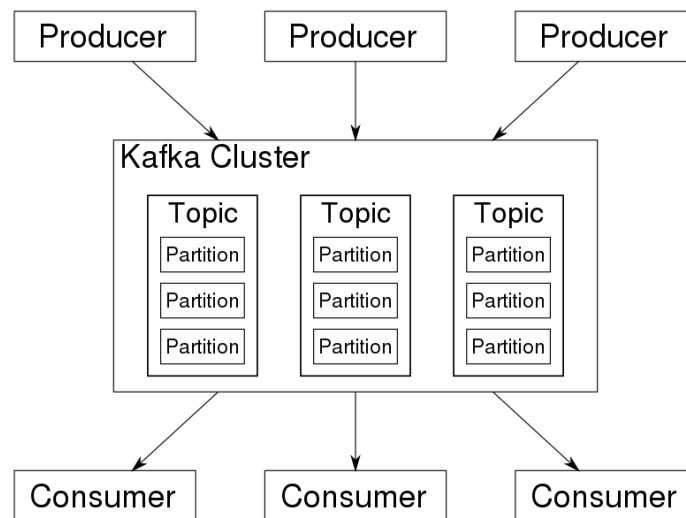 Producer Producer Producer
Kafka Cluster
Topic Topic Topic
Partition Partition Partition
Partition Partition Partition
Partition Partition Partition
Consumer Consumer Consumer